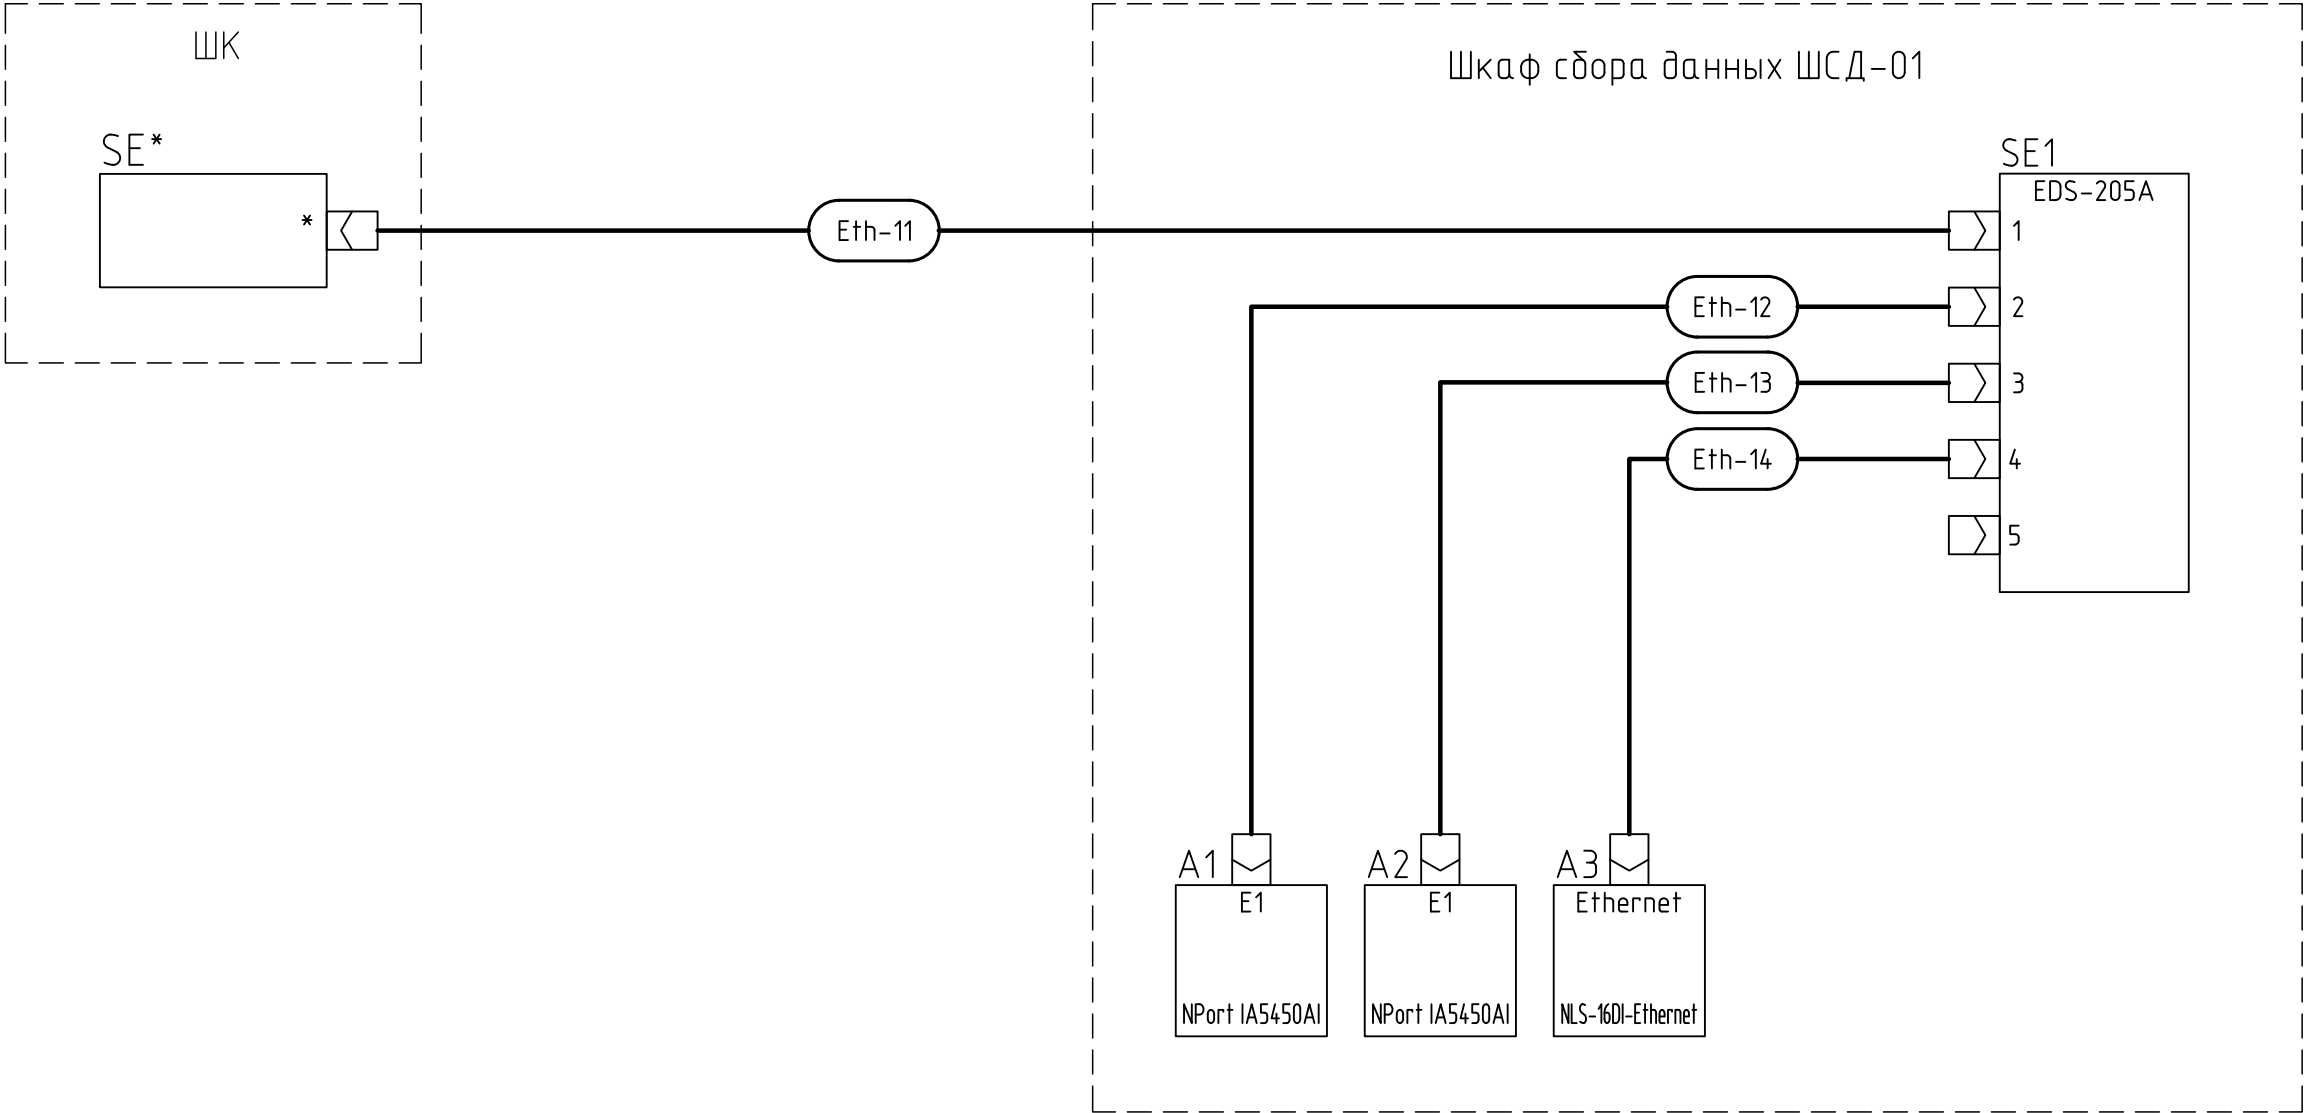 ШК
Шкаф сбора данных ШСД-01
SE*
*
SE1
EDS-205A
Eth-11
1
Eth-12
2
Eth-13
3
Eth-14
4
5
A1
A2
A3
E1
E1
Ethernet
NPort IA5450AI
NPort IA5450AI
NLS-16DI-Ethernet